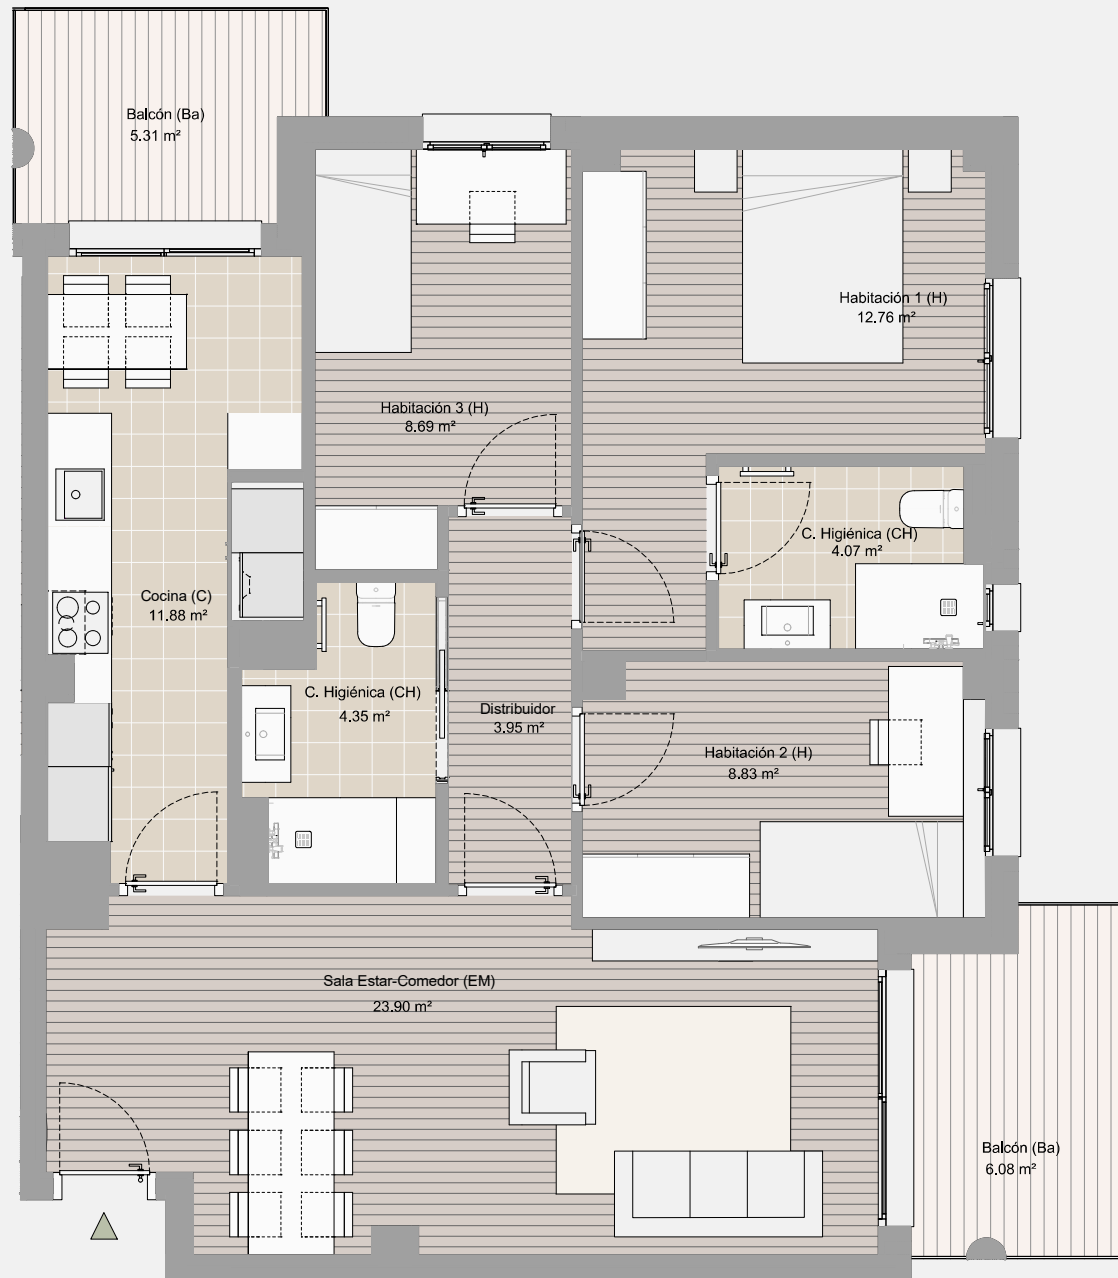 Balcón (Ba)
5.31 m²
Habitación 1 (H)
12.76 m²
Habitación 3 (H)
8.69 m²
C. Higiénica (CH)
4.07 m²
Cocina (C)
11.88 m²
C. Higiénica (CH)
4.35 m²
Distribuidor
3.95 m²
Habitación 2 (H)
8.83 m²
Sala Estar-Comedor (EM)
23.90 m²
Balcón (Ba)
6.08 m²